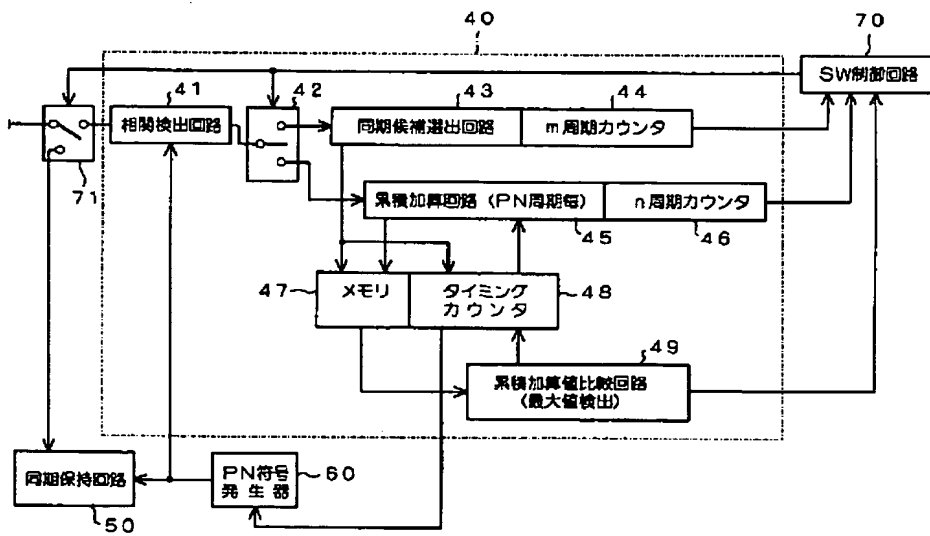 40
70
SW制御回路
41
42
43
44
相関検出回路
同期候補選出回路
m周期カウンタ
71
累積加算回路(PN周期毎)
n周期カウンタ
45
46
47
メモリ
タイミング
カウンタ
48
49
累積加算値比較回路
(最大値検出)
同期保持回路
PN符号
発生器
60
50